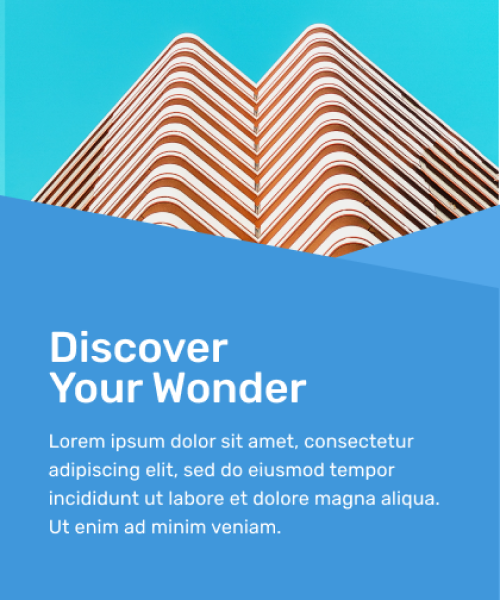 Discover
Your Wonder
Lorem ipsum dolor sit amet, consectetur
adipiscing elit, sed do eiusmod tempor
incididunt ut labore et dolore magna aliqua.
Ut enim ad minim veniam.